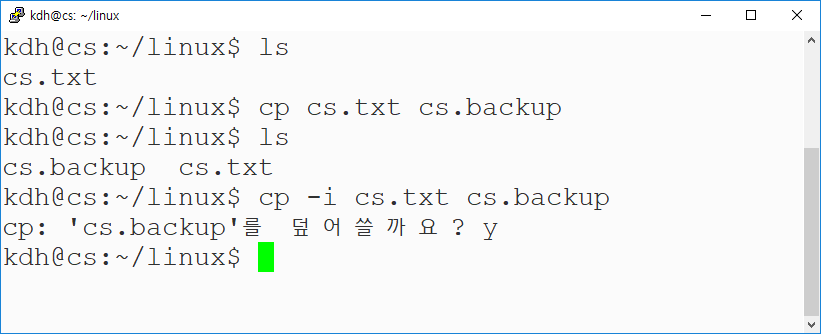 kdh@cs: ~/linux
kdh@cs:~/linux$ ls
cs.txt
kdh@cs:~/linux$ cp cs.txt cs.backup
kdh@cs:~/linux$ ls
cs.backup  cs.txt
kdh@cs:~/linux$ cp -i cs.txt cs.backup
cp: 'cs.backup'를 덮어쓸까요? y
kdh@cs:~/linux$